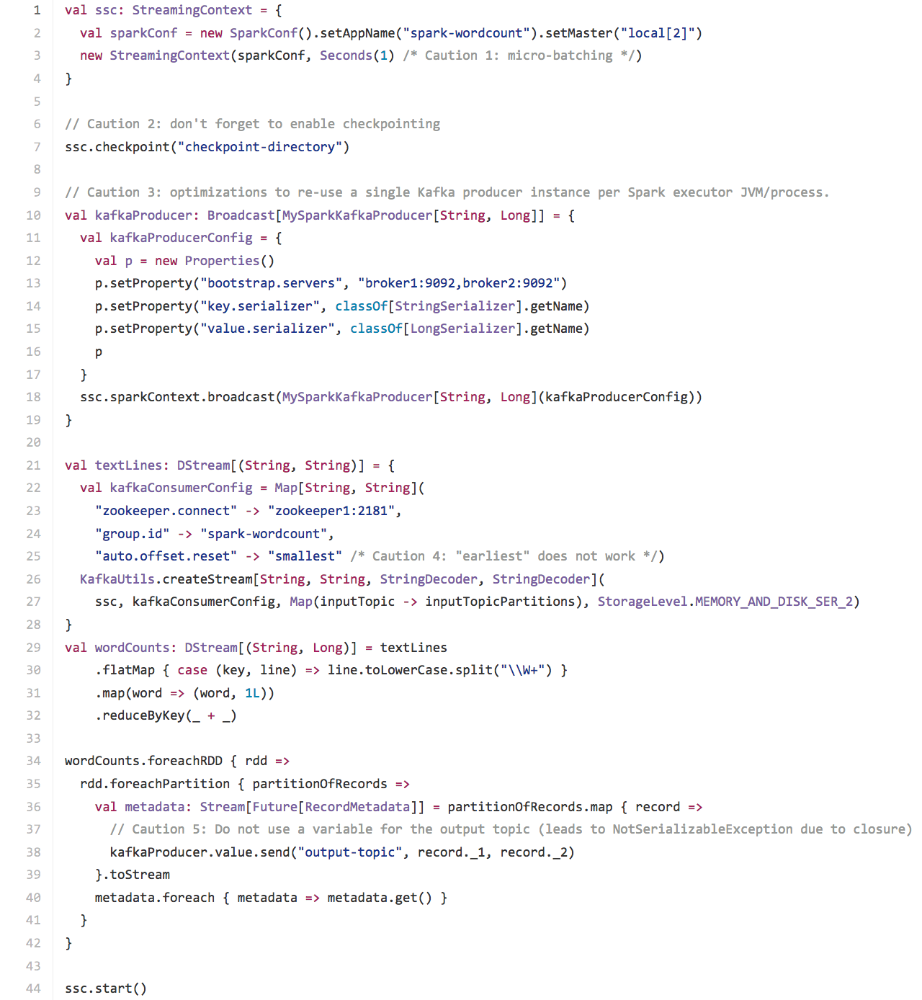 1 val ssc: StreamingContext = {
2 val sparkConf = new SparkConf().setAppName("spark-wordcount").setMaster("local[2]")
3 new StreamingContext(sparkConf, Seconds(1) /* Caution 1: micro-batching */)
4 }
5
6 // Caution 2: don't forget to enable checkpointing
7 ssc.checkpoint("checkpoint-directory")
8
9 // Caution 3: optimizations to re-use a single Kafka producer instance per Spark executor JVM/process.
10 val kafkaProducer: Broadcast[MySparkKafkaProducer[String, Long]] = {
11 val kafkaProducerConfig = {
12 val p = new Properties()
13 p.setProperty("bootstrap.servers", "broker1:9092,broker2:9092")
14 p.setProperty("key.serializer", classOf[StringSerializer].getName)
15 p.setProperty("value.serializer", classOf[LongSerializer].getName)
16 p
17 }
18 ssc.sparkContext.broadcast(MySparkKafkaProducer[String, Long](kafkaProducerConfig))
19 }
20
21 val textLines: DStream[(String, String)] = {
22 val kafkaConsumerConfig = Map[String, String](
23 "zookeeper.connect" -> "zookeeper1:2181",
24 "group.id" -> "spark-wordcount",
25 "auto.offset.reset" -> "smallest" /* Caution 4: "earliest" does not work */)
26 KafkaUtils.createStream[String, String, StringDecoder, StringDecoder](
27 ssc, kafkaConsumerConfig, Map(inputTopic -> inputTopicPartitions), StorageLevel.MEMORY_AND_DISK_SER_2)
28 }
29 val wordCounts: DStream[(String, Long)] = textLines
30 .flatMap { case (key, line) => line.toLowerCase.split("\\W+") }
31 .map(word => (word, 1L))
32 .reduceByKey(_ + _)
33
34 wordCounts.foreachRDD { rdd =>
35 rdd.foreachPartition { partitionOfRecords =>
36 val metadata: Stream[Future[RecordMetadata]] = partitionOfRecords.map { record =>
37 // Caution 5: Do not use a variable for the output topic (leads to NotSerializableException due to closure)
38 kafkaProducer.value.send("output-topic", record._1, record._2)
39 }.toStream
40 metadata.foreach { metadata => metadata.get() }
41 }
42 }
43
44 ssc.start()